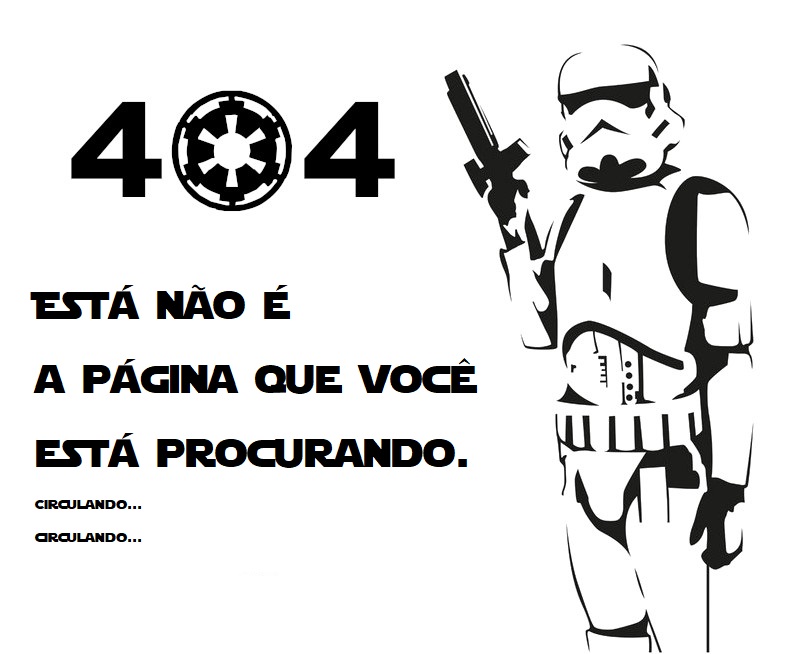 404
Está não é
a página que você
está procurando.
circulando...
circulando...